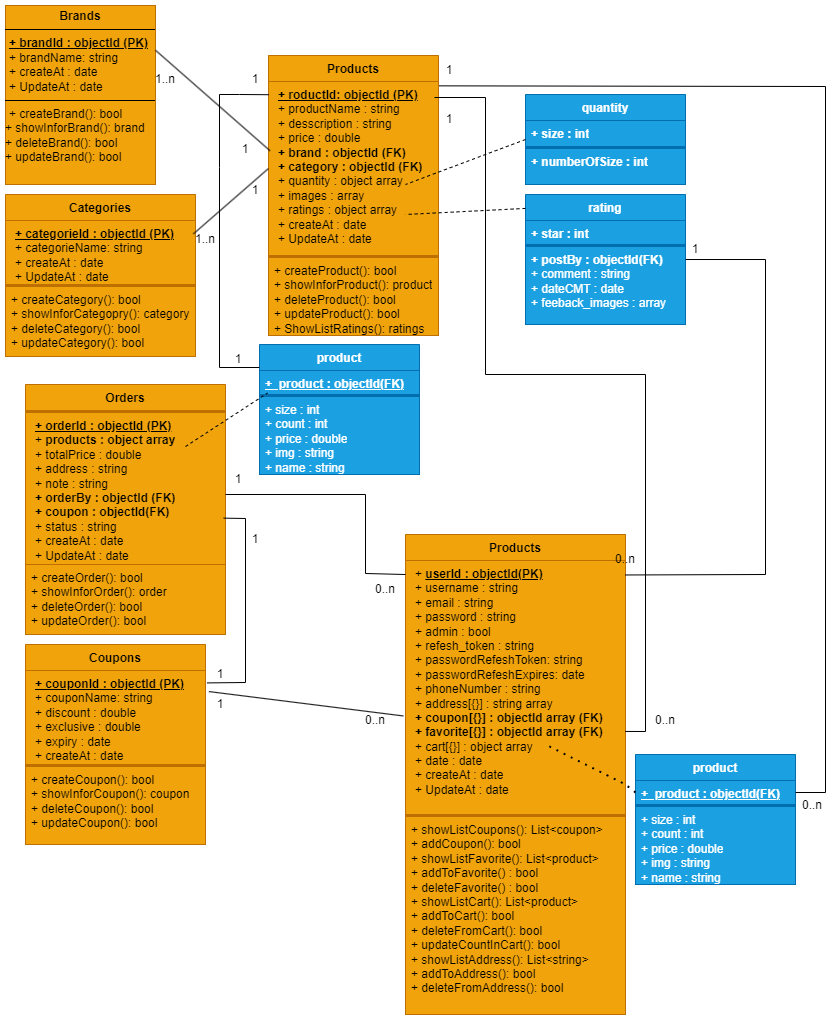 Brands
+ brandId : objectId (PK)
+ brandName: string
+ createAt : date
+ UpdateAt : date
+ createBrand(): bool
+ showInforBrand(): brand
+ deleteBrand(): bool
+ updateBrand(): bool
1..n
1
Categories
+ categorieId : objectId (PK)
+ categorieName: string
+ createAt : date
+ UpdateAt : date
+ createCategory(): bool
+ showInforCategopry(): category
+ deleteCategory(): bool
+ updateCategory(): bool
1..n
1
Products
+ roductId: objectId (PK)
+ productName : string
+ desscription : string
+ price : double
+ brand : objectId (FK)
+ category : objectId (FK)
+ quantity : object array
+ images : array
+ ratings : object array
+ createAt : date
+ UpdateAt : date
+ createProduct(): bool
+ showInforProduct(): product
+ deleteProduct(): bool
+ updateProduct(): bool
+ ShowListRatings(): ratings
1
1
1
quantity
+ size : int
+ numberOfSize : int
rating
+ star : int
+ postBy : objectId(FK)
+ comment : string
+ dateCMT : date
+ feeback_images : array
1
1
product
+ _product : objectId(FK)
+ size : int
+ count : int
+ price : double
+ img : string
+ name : string
Orders
+ orderId : objectId (PK)
+ products : object array
+ totalPrice : double
+ address : string
+ note : string
+ orderBy : objectId (FK)
+ coupon : objectId(FK)
+ status : string
+ createAt : date
+ UpdateAt : date
+ createOrder(): bool
+ showInforOrder(): order
+ deleteOrder(): bool
+ updateOrder(): bool
1
1
0..n
Coupons
+ couponId : objectId (PK)
+ couponName: string
+ discount : double
+ exclusive : double
+ expiry : date
+ createAt : date
+ createCoupon(): bool
+ showInforCoupon(): coupon
+ deleteCoupon(): bool
+ updateCoupon(): bool
1
1
0..n
Products
0..n
+ userId : objectId(PK)
+ username : string
+ email : string
+ password : string
+ admin : bool
+ refesh_token : string
+ passwordRefeshToken: string
+ passwordRefeshExpires: date
+ phoneNumber : string
+ address[{}] : string array
+ coupon[{}] : objectId array (FK)
+ favorite[{}] : objectId array (FK)
+ cart[{}] : object array
+ date : date
+ createAt : date
+ UpdateAt : date
+ showListCoupons(): List<coupon>
+ addCoupon(): bool
+ showListFavorite(): List<product>
+ addToFavorite() : bool
+ deleteFavorite() : bool
+ showListCart(): List<product>
+ addToCart(): bool
+ deleteFromCart(): bool
+ updateCountInCart(): bool
+ showListAddress(): List<string>
+ addToAddress(): bool
+ deleteFromAddress(): bool
0..n
product
+ _product : objectId(FK)
+ size : int
+ count : int
+ price : double
+ img : string
+ name : string
0..n